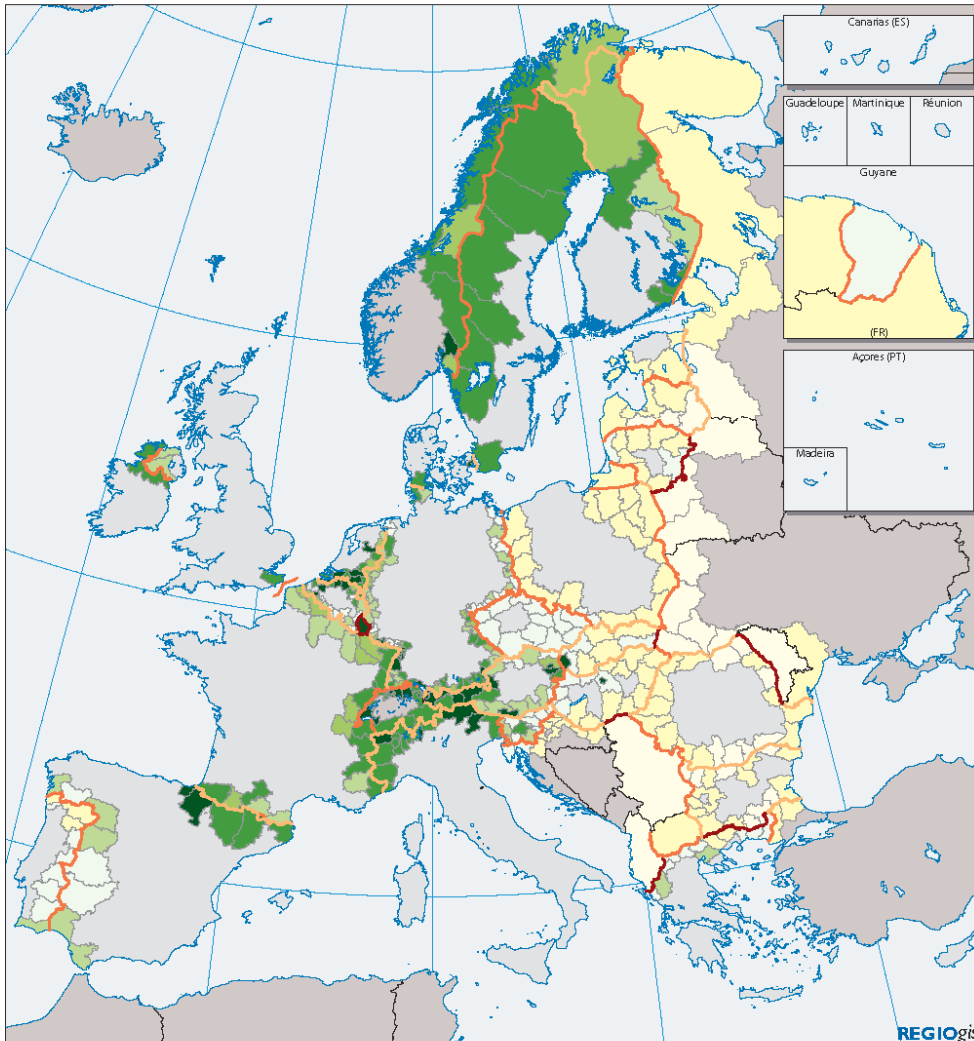 Canarias (ES)
Guadeloupe
Martinique
Réunion
Guyane
(FR)
Açores (PT)
Madeira
REGIOgis